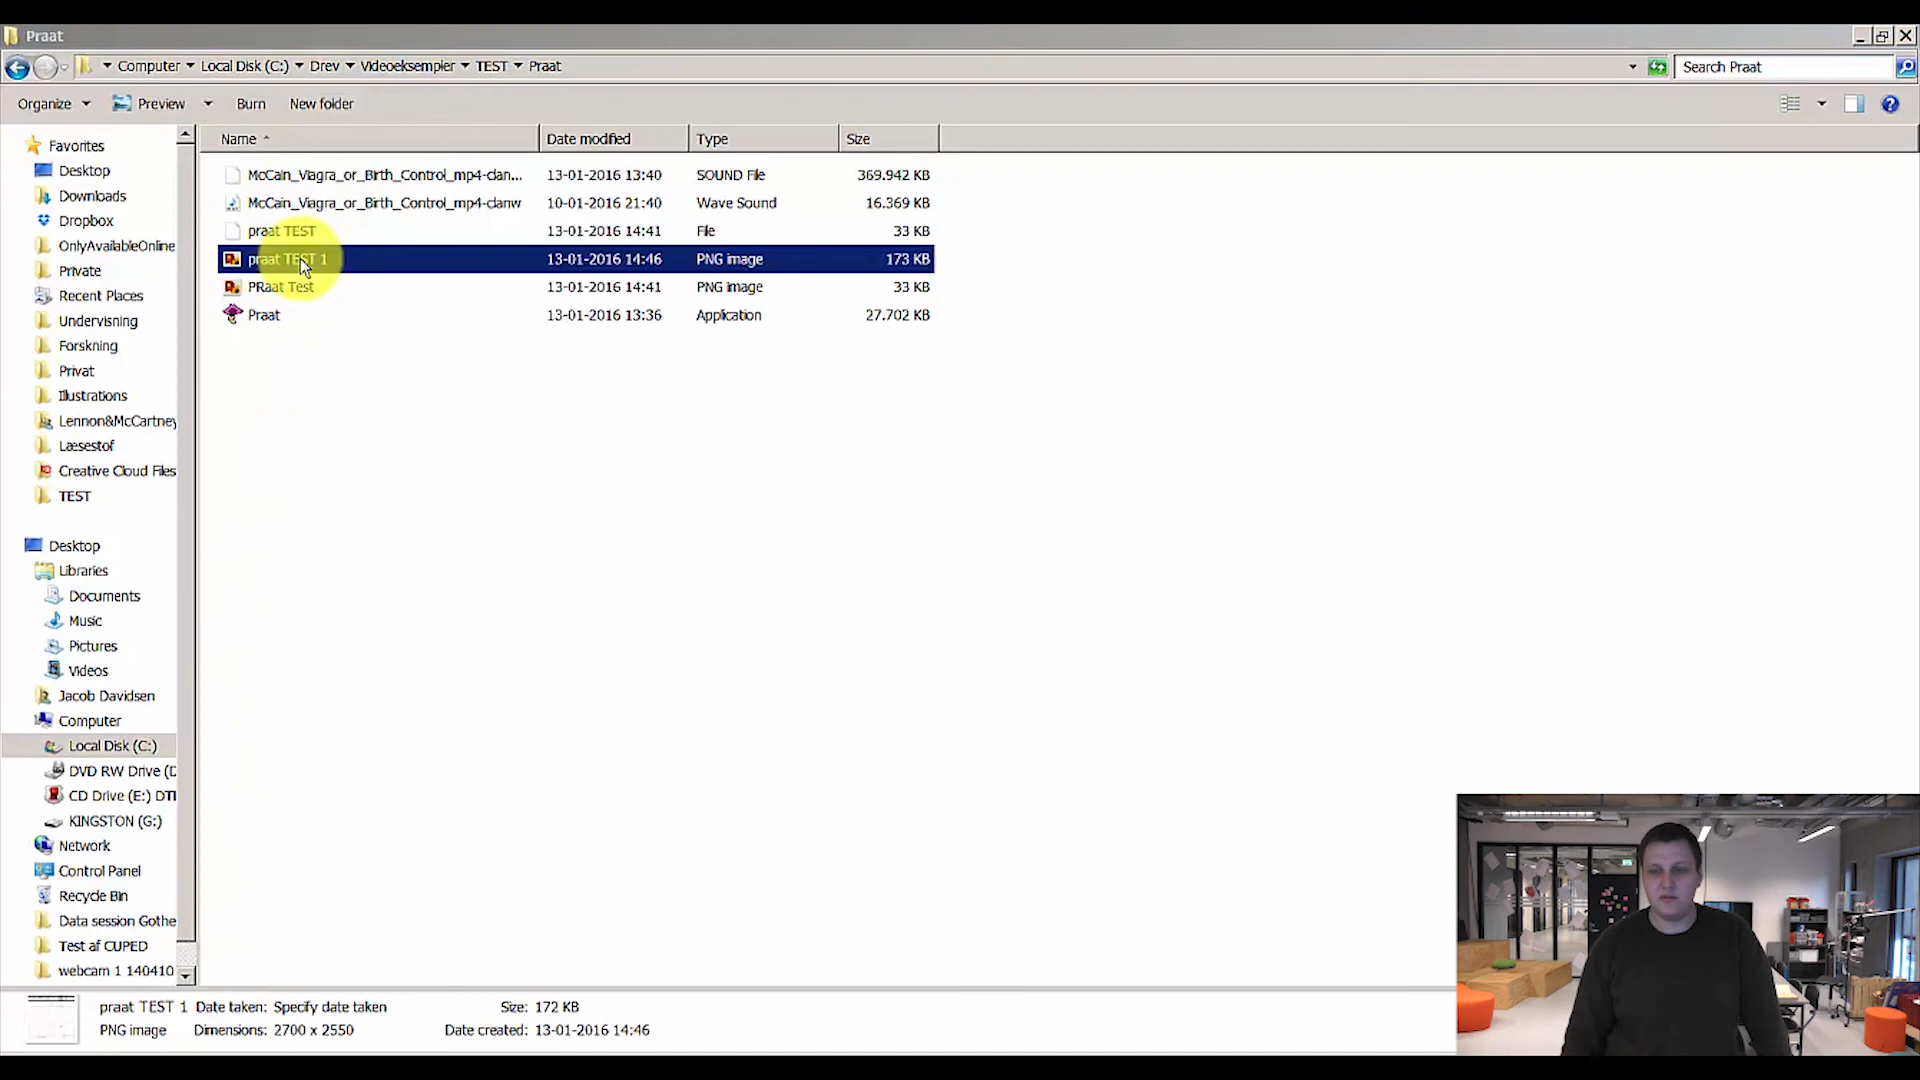 Praat
Computer Local Disk (C:) Drev Videoeksempler TEST Praat
Search Praat
Organize Preview Burn New folder
Name Date modified Type Size
McCain_Viagra_or_Birth_Control_mp4-clan... 13-01-2016 13:40 SOUND File 369.942 KB
McCain_Viagra_or_Birth_Control_mp4-clanw 10-01-2016 21:40 Wave Sound 16.369 KB
praat TEST 13-01-2016 14:41 File 33 KB
praat TEST 1 13-01-2016 14:46 PNG image 173 KB
PRaat Test 13-01-2016 14:41 PNG image 33 KB
Praat 13-01-2016 13:36 Application 27.702 KB
Favorites
Desktop
Downloads
Dropbox
OnlyAvailableOnline
Private
Recent Places
Undervisning
Forskning
Privat
Illustrations
Lennon&McCartney
Læsestof
Creative Cloud Files
TEST
Desktop
Libraries
Documents
Music
Pictures
Videos
Jacob Davidsen
Computer
Local Disk (C:)
DVD RW Drive (D
CD Drive (E:) DTI
KINGSTON (G:)
Network
Control Panel
Recycle Bin
Data session Gothe
Test af CUPED
webcam 1 140410
praat TEST 1 Date taken: Specify date taken Size: 172 KB
PNG image Dimensions: 2700 x 2550 Date created: 13-01-2016 14:46